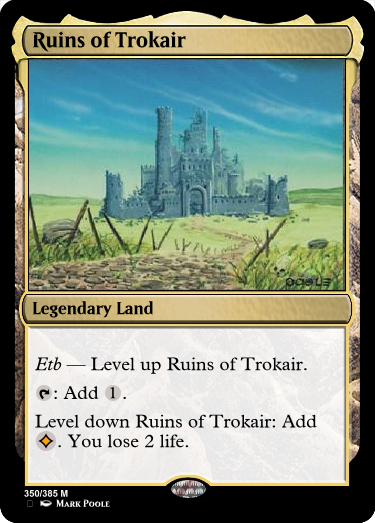 Ruins of Trokair
POOLE
Legendary Land
Etb — Level up Ruins of Trokair.
: Add 1.
Level down Ruins of Trokair: Add
. You lose 2 life.
350/385 M
MARK POOLE